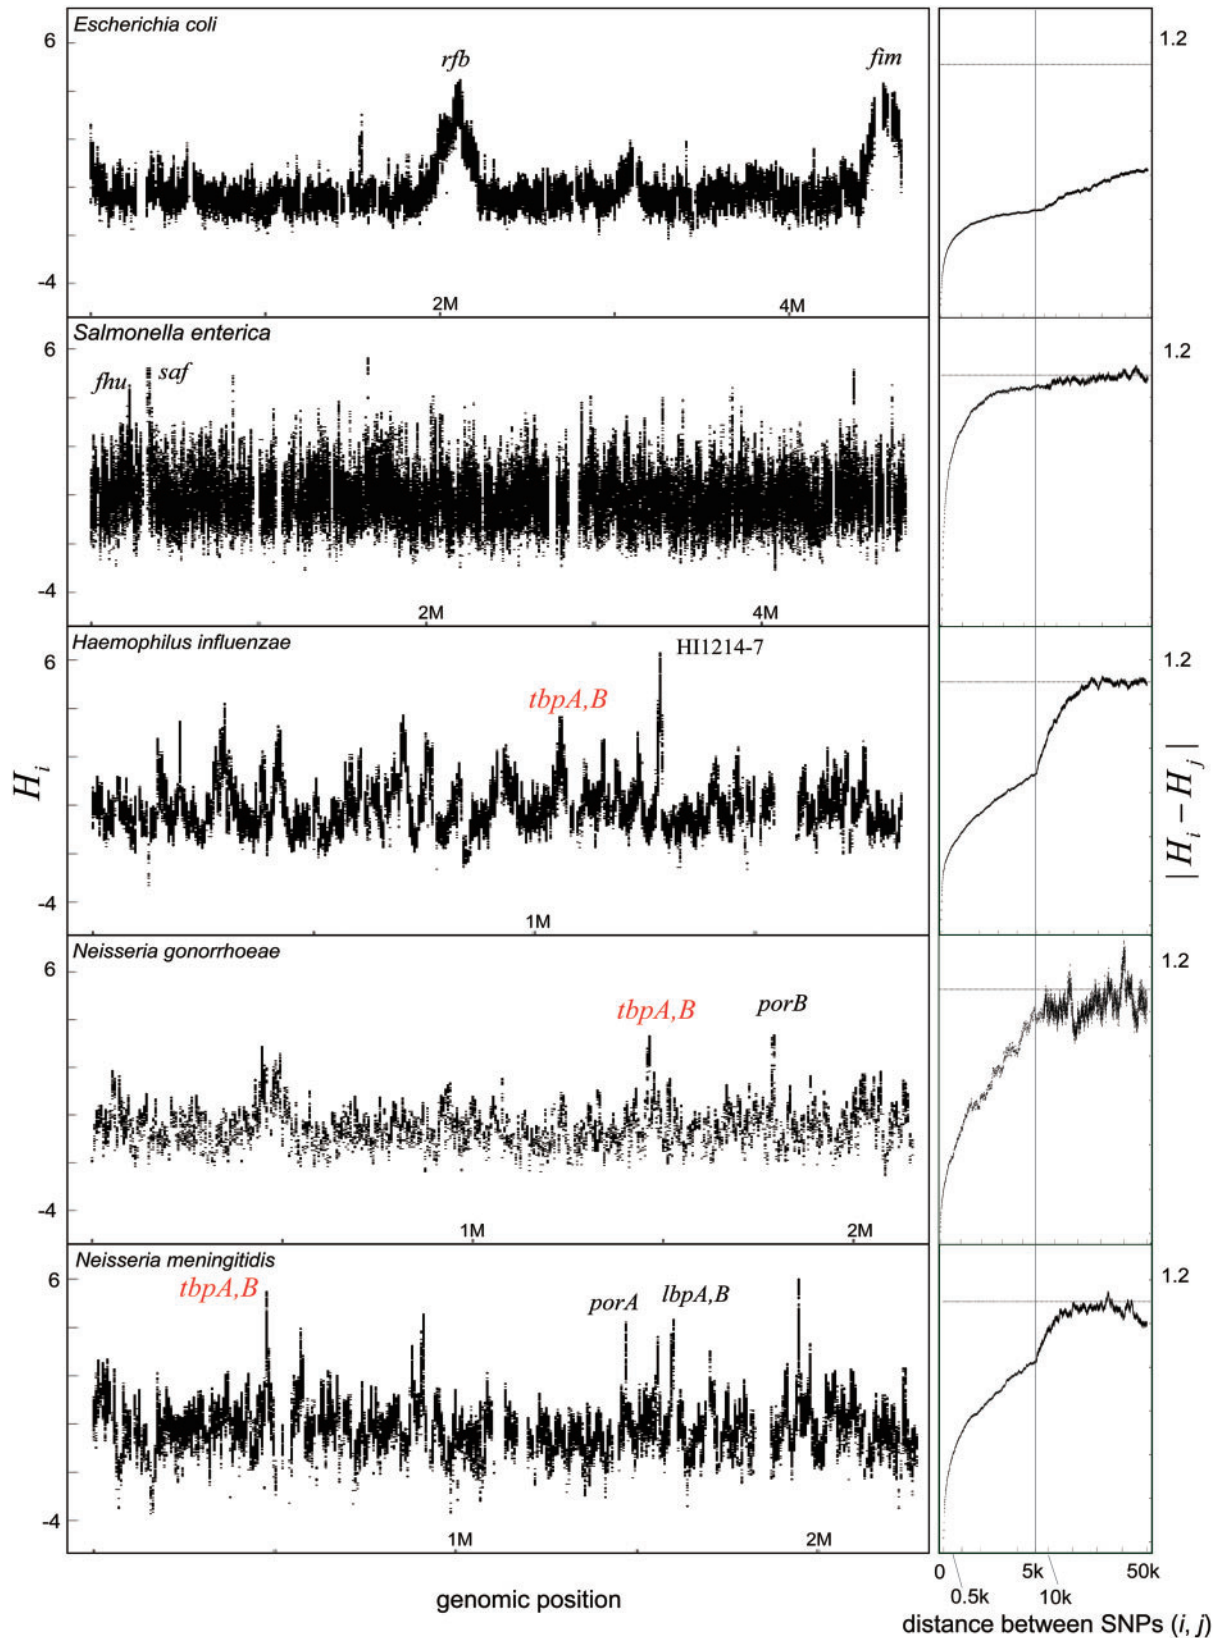 Escherichia coli
6
rfb
fim
1.2
-4
2M
4M
Salmonella enterica
6
fhu
saf
1.2
-4
2M
4M
Haemophilus influenzae
6
HI1214-7
1.2
tbpA,B
H_i
|H_i − H_j|
-4
1M
Neisseria gonorrhoeae
6
1.2
tbpA,B
porB
-4
1M
2M
Neisseria meningitidis
6
tbpA,B
porA
lbpA,B
1.2
-4
1M
2M
0
5k
50k
0.5k
10k
genomic position
distance between SNPs (i, j)